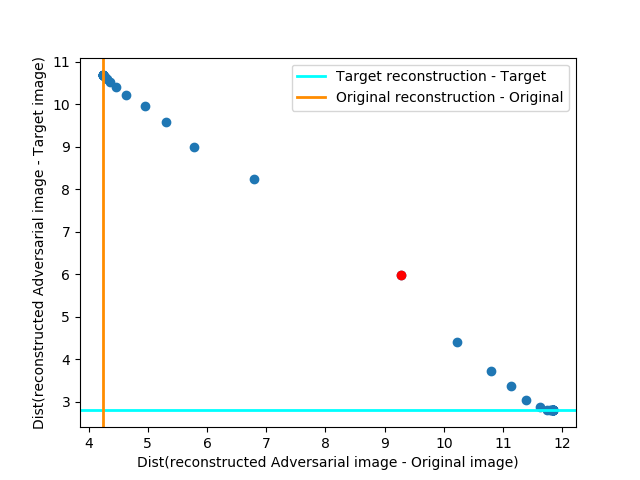 Target reconstruction - Target
Original reconstruction - Original
Dist(reconstructed Adversarial image - Target image)
11
10
9
8
7
6
5
4
3
4 5 6 7 8 9 10 11 12
Dist(reconstructed Adversarial image - Original image)